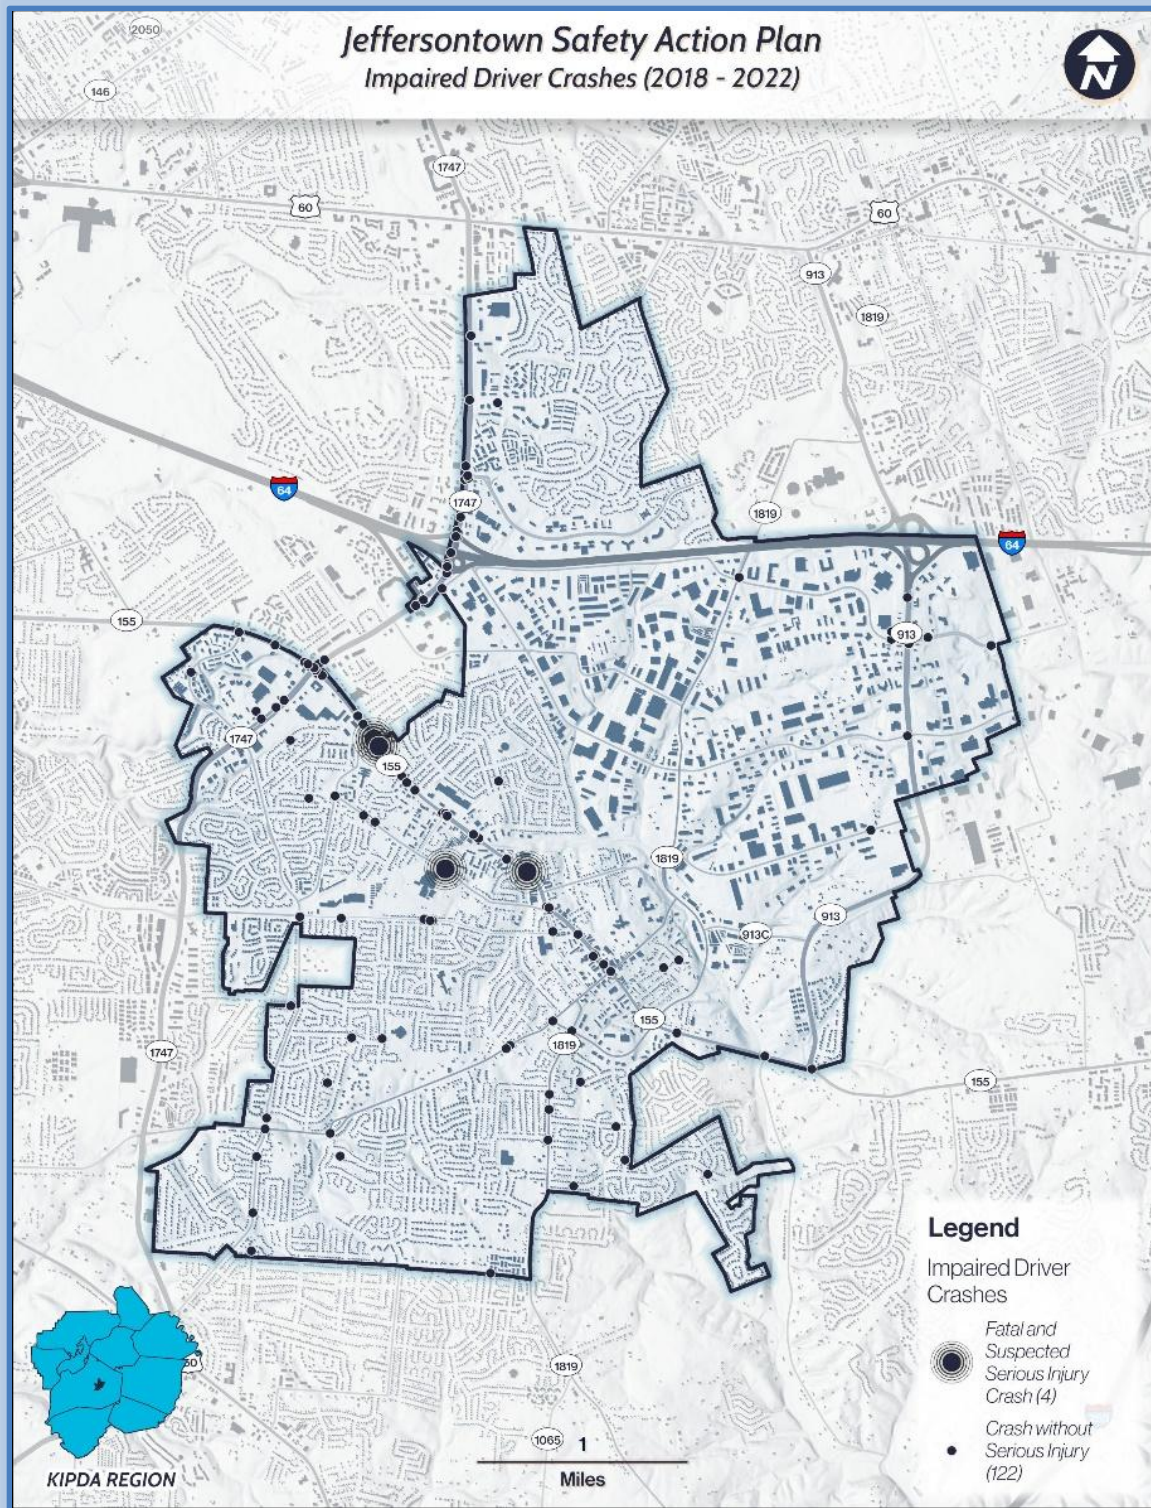 Jeffersontown Safety Action Plan
Impaired Driver Crashes (2018 - 2022)
N
2050
146
1747
60
60
913
1819
64
1747
1819
64
155
913
1747
155
1819
913
913C
155
1819
1747
155
1819
1065
1
Miles
KIPDA REGION
Legend
Impaired Driver
Crashes
Fatal and
Suspected
Serious Injury
Crash (4)
Crash without
Serious Injury
(122)